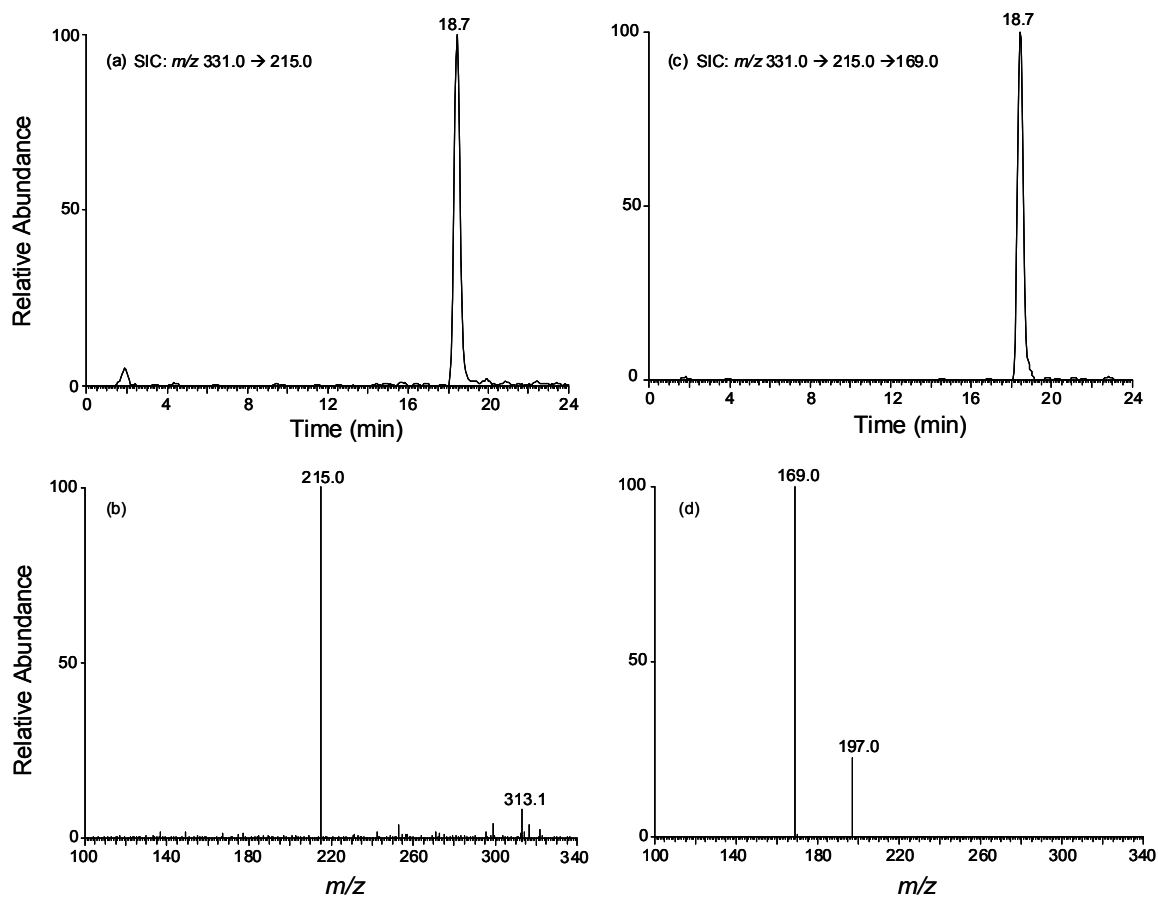 18.7
100
(a) SIC: m/z 331.0 → 215.0
50
0
0 4 8 12 16 20 24
Time (min)
Relative Abundance
18.7
100
(c) SIC: m/z 331.0 → 215.0 →169.0
50
0
0 4 8 12 16 20 24
Time (min)
215.0
100
(b)
50
313.1
0
100 140 180 220 260 300 340
m/z
Relative Abundance
169.0
100
(d)
50
197.0
0
100 140 180 220 260 300 340
m/z